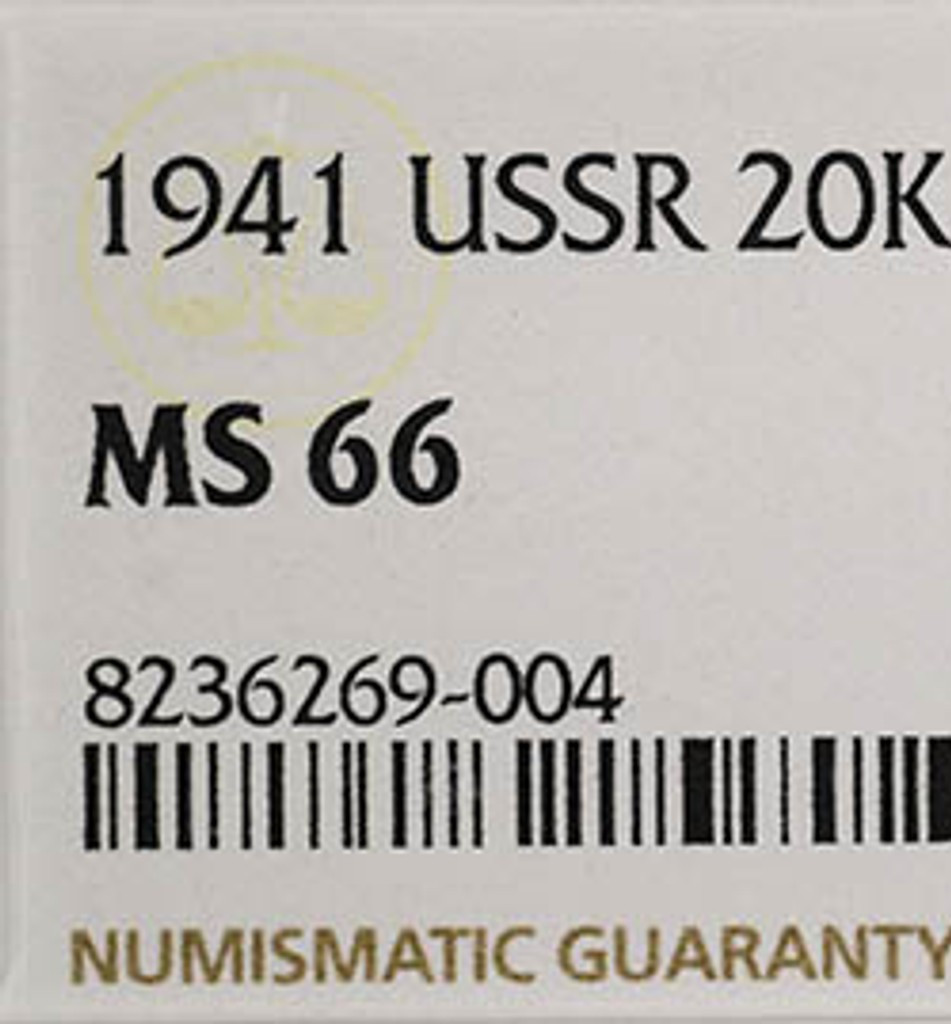 1941 USSR 20K
MS 66
8236269-004
NUMISMATIC GUARANTY